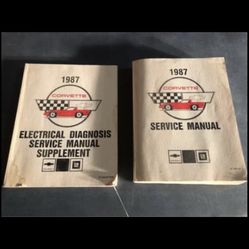 1987
CORVETTE
ELECTRICAL DIAGNOSIS
SERVICE MANUAL
SUPPLEMENT
1987
CORVETTE
SERVICE MANUAL